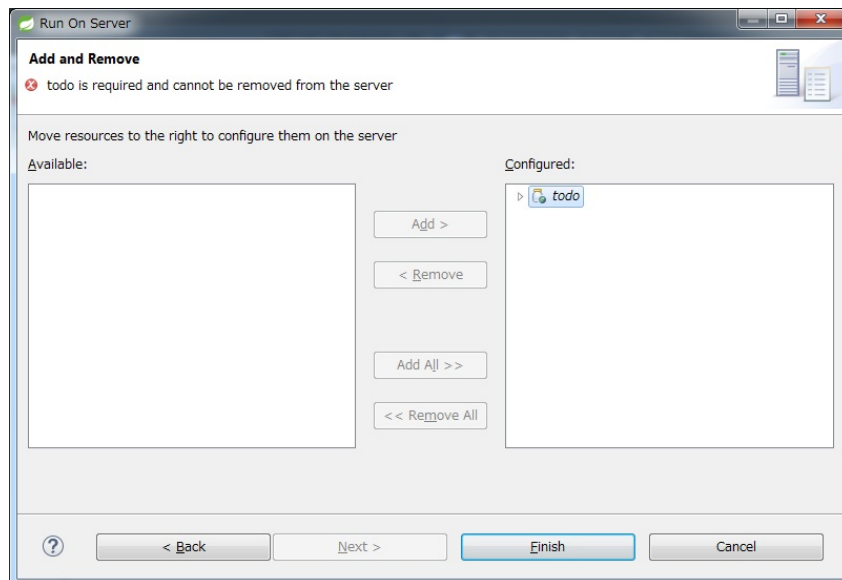 Run On Server
Add and Remove
todo is required and cannot be removed from the server
Move resources to the right to configure them on the server
Available:
Configured:
todo
Add >
< Remove
Add All >>
<< Remove All
?
< Back
Next >
Finish
Cancel